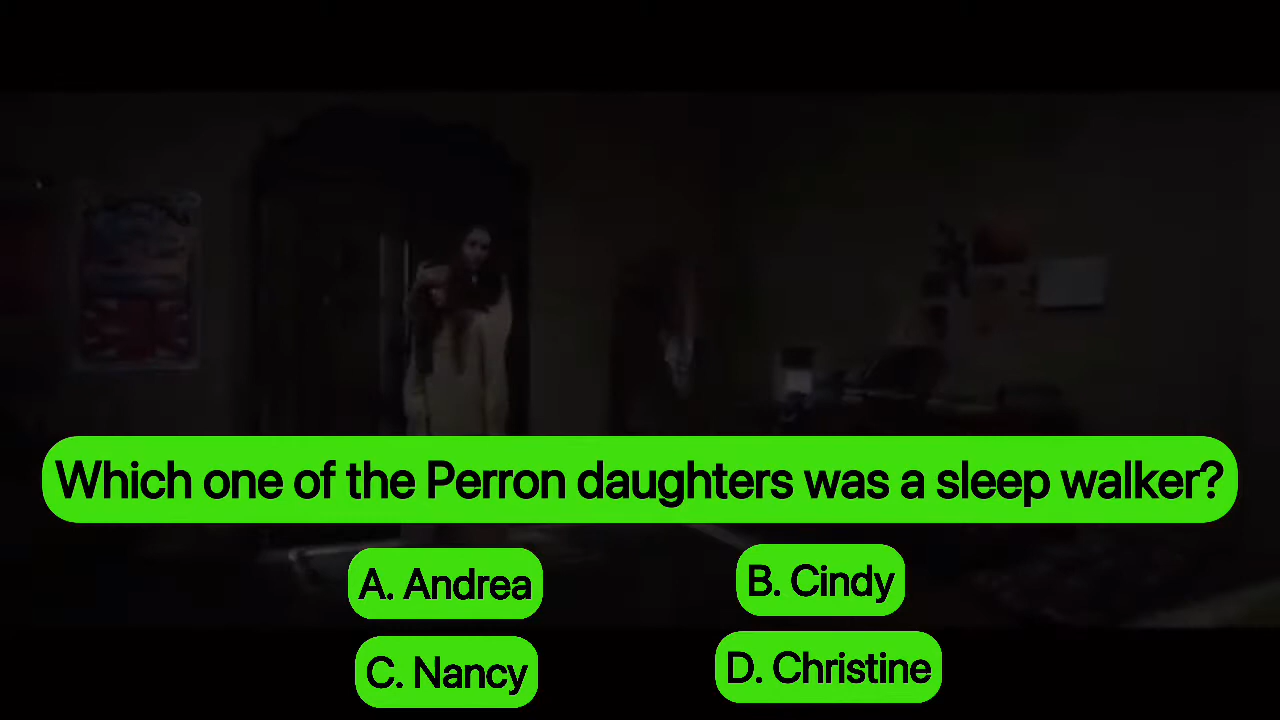 Which one of the Perron daughters was a sleep walker?
A. Andrea
B. Cindy
C. Nancy
D. Christine